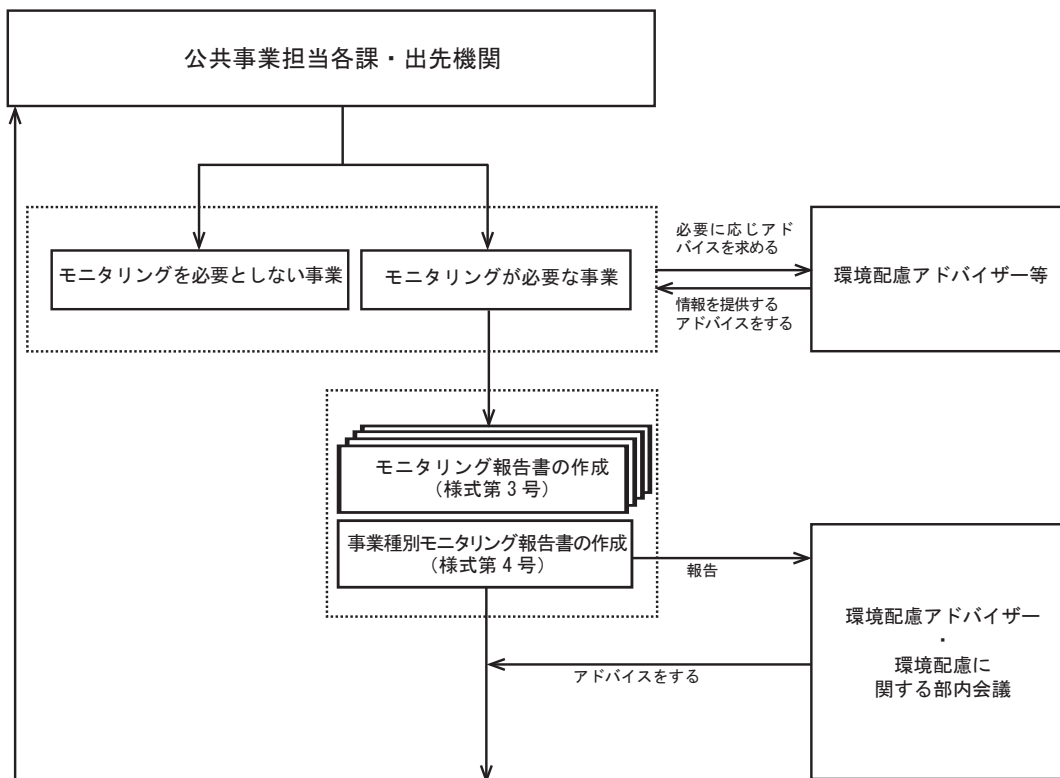 公共事業担当各課・出先機関
モニタリングを必要としない事業
モニタリングが必要な事業
必要に応じアド
バイスを求める
情報を提供する
アドバイスをする
環境配慮アドバイザー等
モニタリング報告書の作成
（様式第３号）
事業種別モニタリング報告書の作成
（様式第４号）
報告
環境配慮アドバイザー
・
環境配慮に
関する部内会議
アドバイスをする